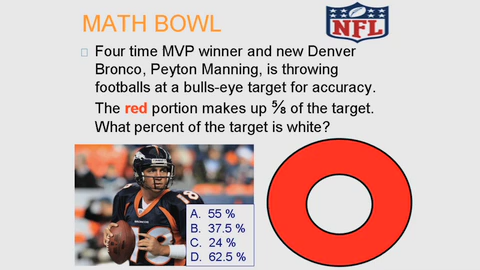 MATH BOWL
NFL
Four time MVP winner and new Denver
Bronco, Peyton Manning, is throwing
footballs at a bulls-eye target for accuracy.
The red portion makes up ⅝ of the target.
What percent of the target is white?
18
A. 55 %
B. 37.5 %
C. 24 %
D. 62.5 %